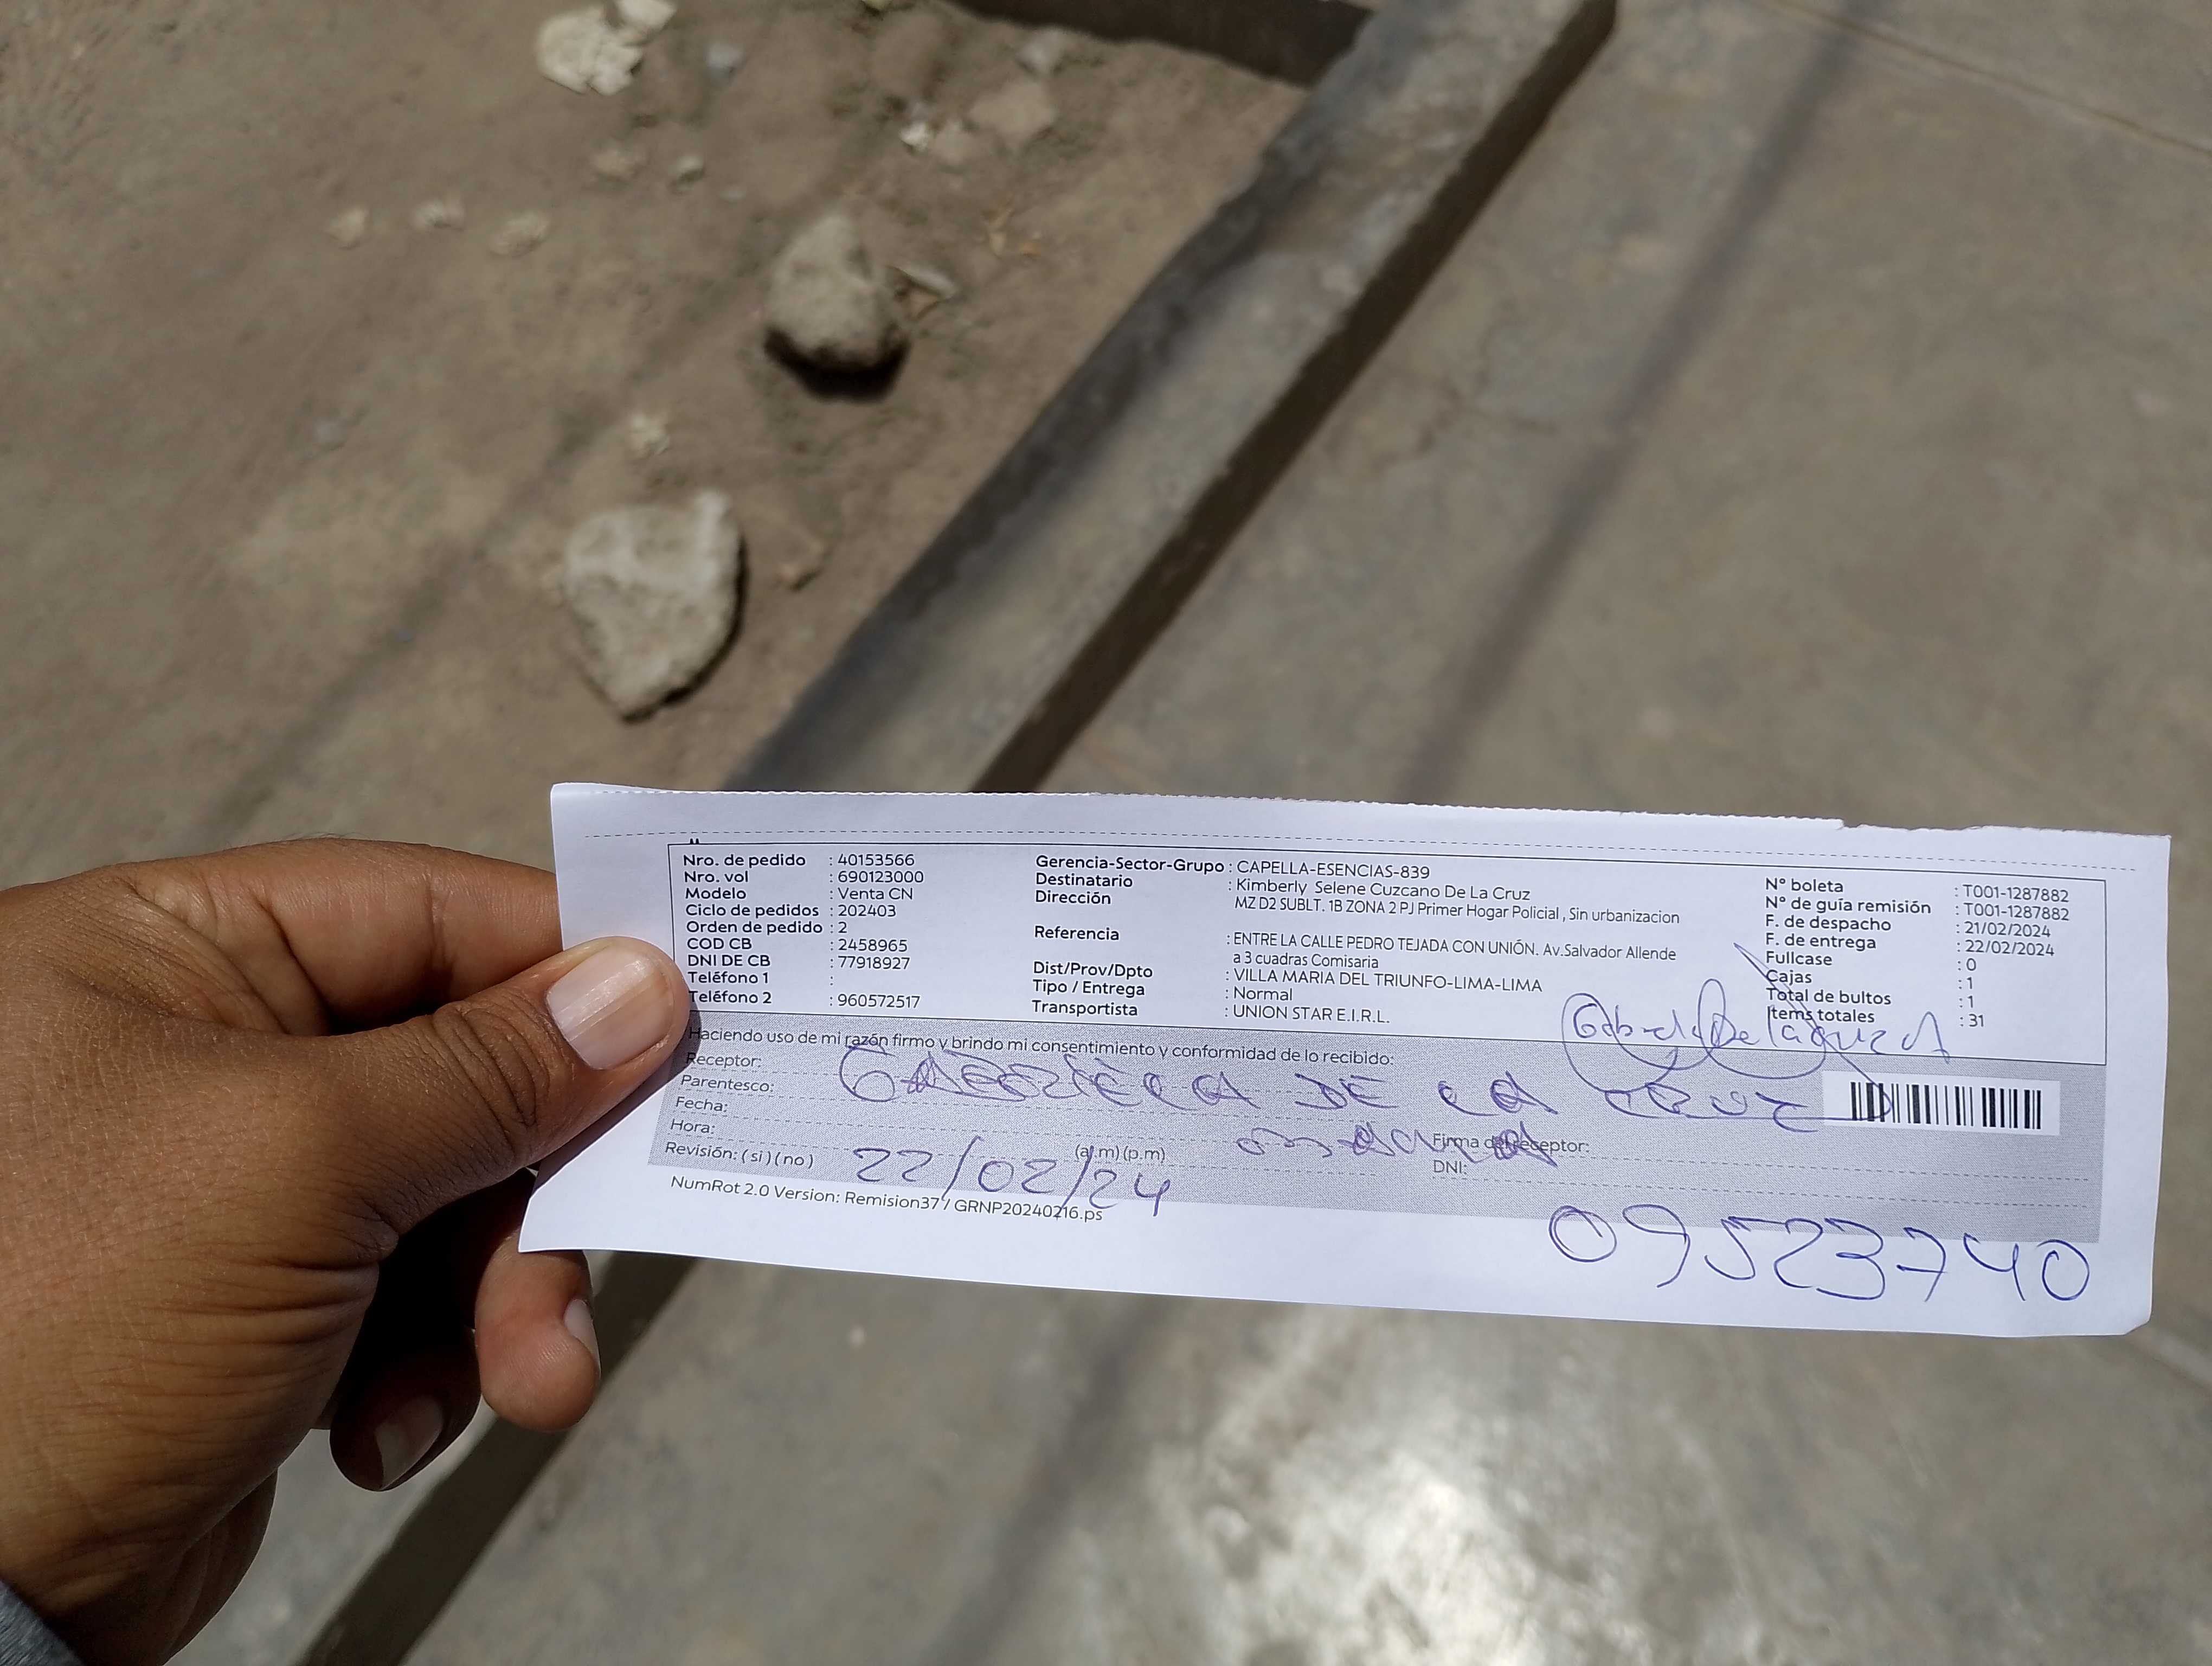 Nro. de pedido : 40153566
Nro. vol : 690123000
Modelo : Venta CN
Ciclo de pedidos : 202403
Orden de pedido : 2
COD CB : 2458965
DNI DE CB : 77918927
Teléfono 1 :
Teléfono 2 : 960572517
Gerencia-Sector-Grupo : CAPELLA-ESENCIAS-839
Destinatario : Kimberly Selene Cuzcano De La Cruz
Dirección MZ D2 SUBLT. 1B ZONA 2 PJ Primer Hogar Policial , Sin urbanizacion
Referencia : ENTRE LA CALLE PEDRO TEJADA CON UNIÓN. Av.Salvador Allende
a 3 cuadras Comisaria
Dist/Prov/Dpto : VILLA MARIA DEL TRIUNFO-LIMA-LIMA
Tipo / Entrega : Normal
Transportista : UNION STAR E.I.R.L.
N° boleta : T001-1287882
N° de guía remisión : T001-1287882
F. de despacho : 21/02/2024
F. de entrega : 22/02/2024
Fullcase : 0
Cajas : 1
Total de bultos : 1
Items totales : 31
Haciendo uso de mi razón firmo y brindo mi consentimiento y conformidad de lo recibido:
Receptor: GABRIELA DE LA CRUZ
Parentesco: mamá
Fecha: 22/02/24
Hora: (a.m) (p.m)
Revisión: ( si ) ( no )
Firma de receptor:
DNI: 09523740
NumRot 2.0 Version: Remision37 / GRNP20240216.ps